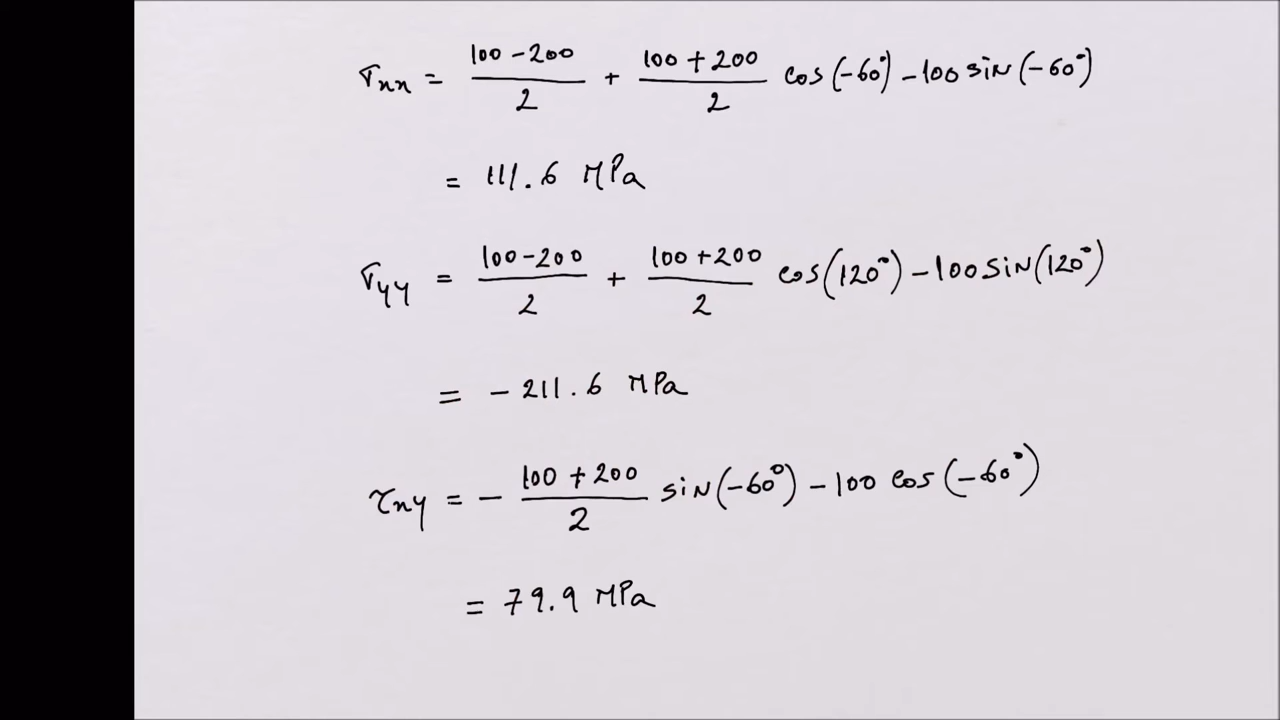 σxx = (100 - 200)/2 + (100 + 200)/2 cos(-60°) - 100 sin(-60°)
= 111.6 MPa
σyy = (100 - 200)/2 + (100 + 200)/2 cos(120°) - 100 sin(120°)
= - 211.6 MPa
τxy = - (100 + 200)/2 sin(-60°) - 100 cos(-60°)
= 79.9 MPa